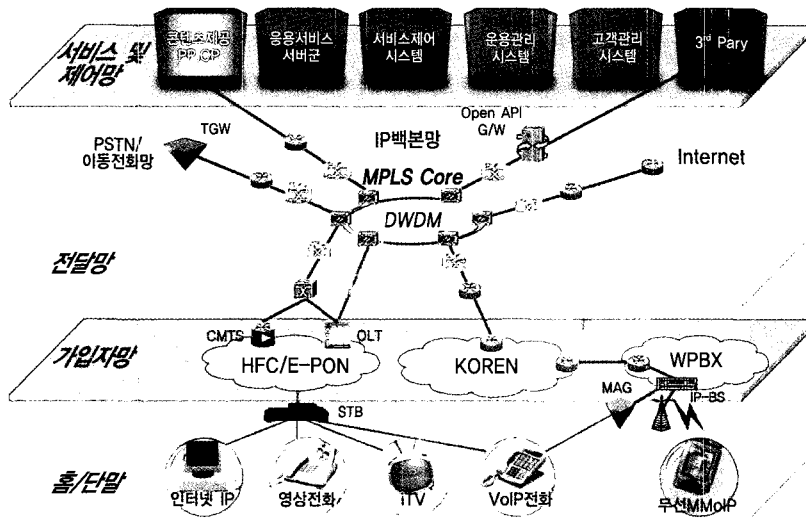 서비스 및
제어망
콘텐츠제공
PP,CP
응용서비스
서버군
서비스제어
시스템
운용관리
시스템
고객관리
시스템
3rd Pary
PSTN/
이동전화망
TGW
IP백본망
Open API
G/W
Internet
MPLS Core
DWDM
전달망
가입자망
CMTS
OLT
HFC/E-PON
KOREN
WPBX
MAG
IP-BS
STB
홈/단말
인터넷 IP
영상전화
iTV
VoIP전화
무선MMoIP